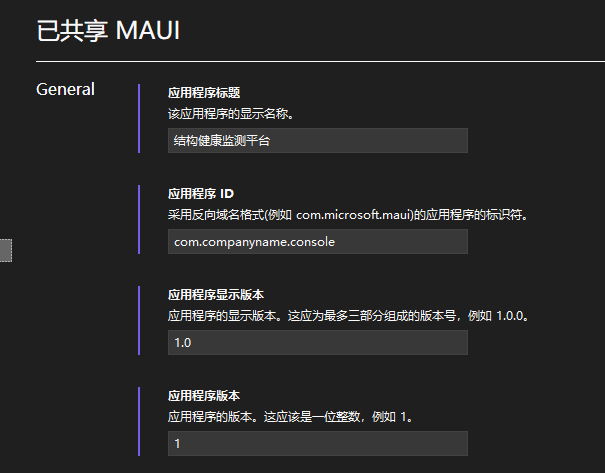 已共享 MAUI
General
应用程序标题
该应用程序的显示名称。
结构健康监测平台
应用程序 ID
采用反向域名格式(例如 com.microsoft.maui)的应用程序的标识符。
com.companyname.console
应用程序显示版本
应用程序的显示版本。这应为最多三部分组成的版本号，例如 1.0.0。
1.0
应用程序版本
应用程序的版本。这应该是一位整数，例如 1。
1